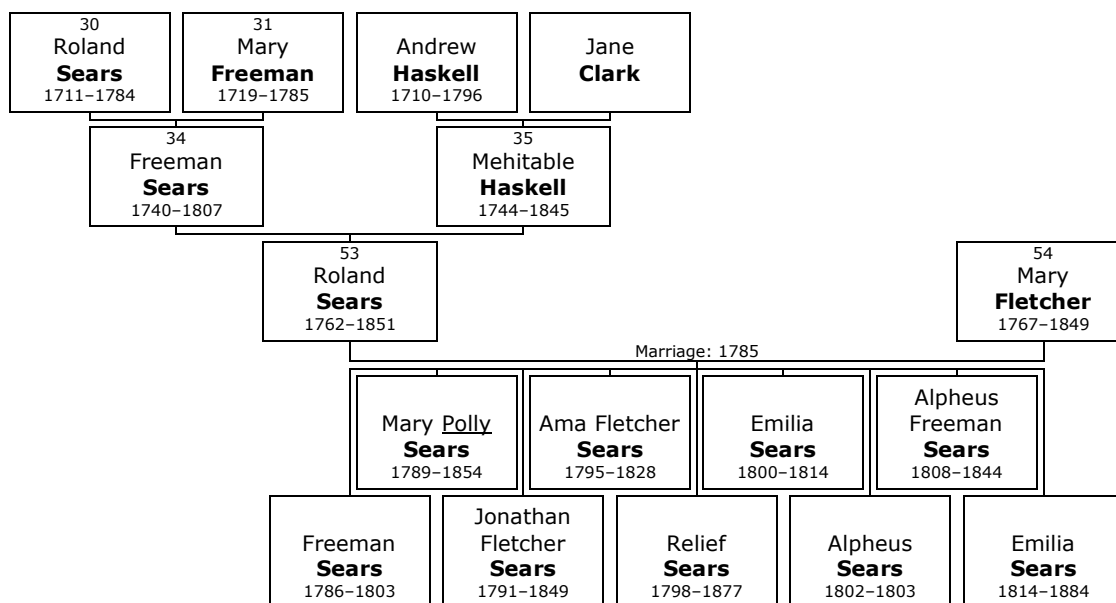 30
Roland
Sears
1711–1784
31
Mary
Freeman
1719–1785
Andrew
Haskell
1710–1796
Jane
Clark
34
Freeman
Sears
1740–1807
35
Mehitable
Haskell
1744–1845
53
Roland
Sears
1762–1851
54
Mary
Fletcher
1767–1849
Marriage: 1785
Mary Polly
Sears
1789–1854
Ama Fletcher
Sears
1795–1828
Emilia
Sears
1800–1814
Alpheus
Freeman
Sears
1808–1844
Freeman
Sears
1786–1803
Jonathan
Fletcher
Sears
1791–1849
Relief
Sears
1798–1877
Alpheus
Sears
1802–1803
Emilia
Sears
1814–1884